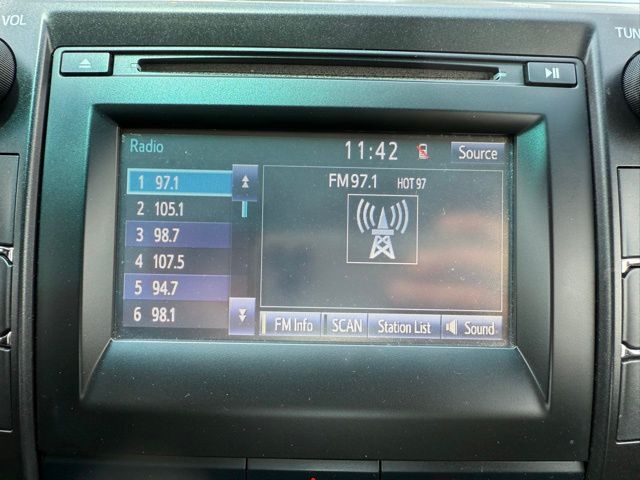 VOL
TUN
Radio 11:42 Source
1 97.1
FM97.1 HOT 97
2 105.1
3 98.7
4 107.5
5 94.7
6 98.1
FM Info SCAN Station List Sound